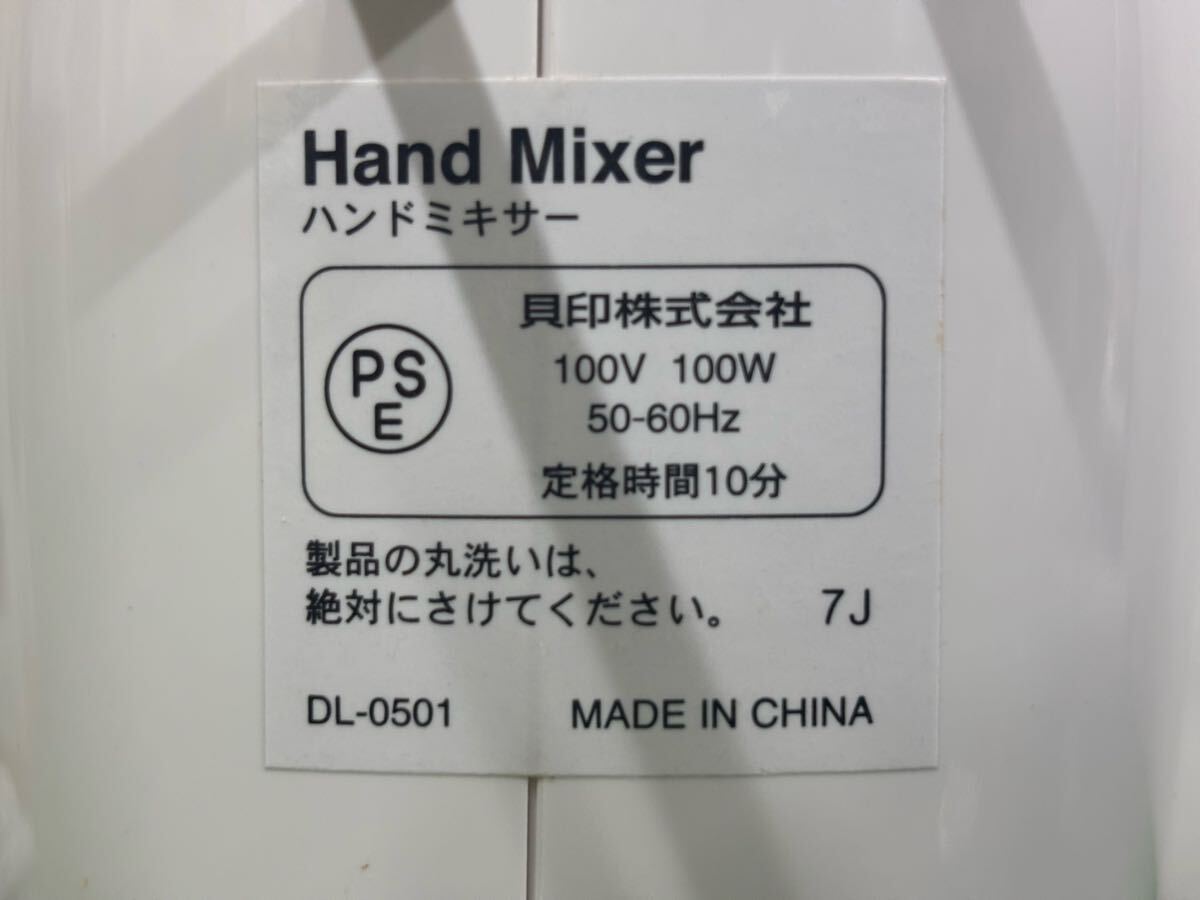 Hand Mixer
ハンドミキサー
PS
E
貝印株式会社
100V 100W
50-60Hz
定格時間10分
製品の丸洗いは、
絶対にさけてください。 7J
DL-0501 MADE IN CHINA